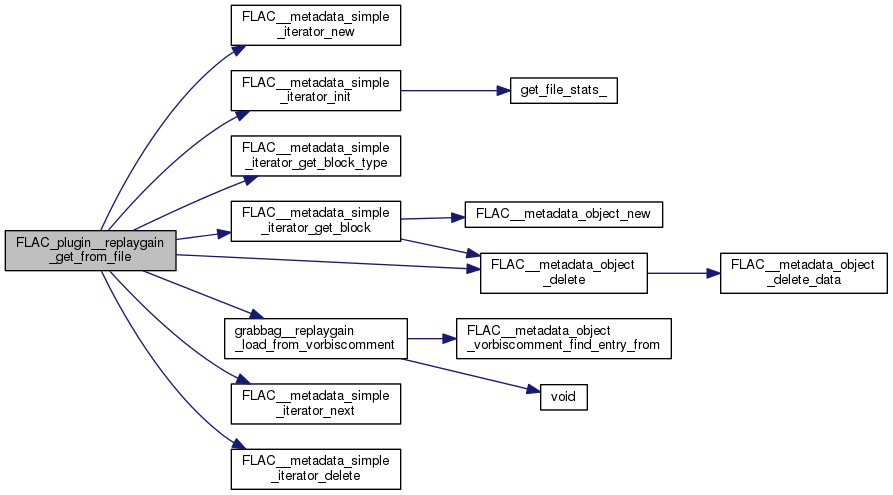 FLAC__metadata_simple
_iterator_new
FLAC__metadata_simple
_iterator_init
get_file_stats_
FLAC__metadata_simple
_iterator_get_block_type
FLAC_plugin__replaygain
_get_from_file
FLAC__metadata_simple
_iterator_get_block
FLAC__metadata_object_new
FLAC__metadata_object
_delete
FLAC__metadata_object
_delete_data
grabbag__replaygain
_load_from_vorbiscomment
FLAC__metadata_object
_vorbiscomment_find_entry_from
void
FLAC__metadata_simple
_iterator_next
FLAC__metadata_simple
_iterator_delete